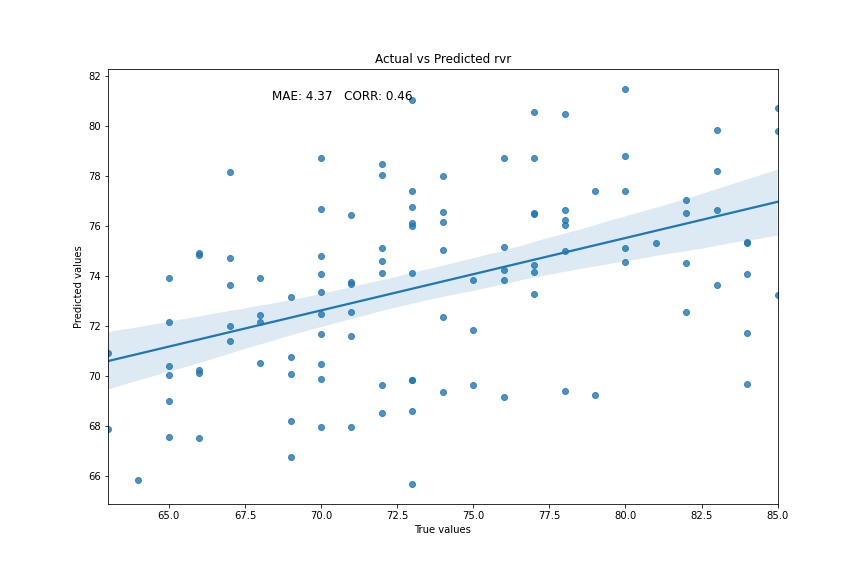 Actual vs Predicted rvr
MAE: 4.37 CORR: 0.46
82
80
78
76
74
72
70
68
66
Predicted values
65.0 67.5 70.0 72.5 75.0 77.5 80.0 82.5 85.0
True values